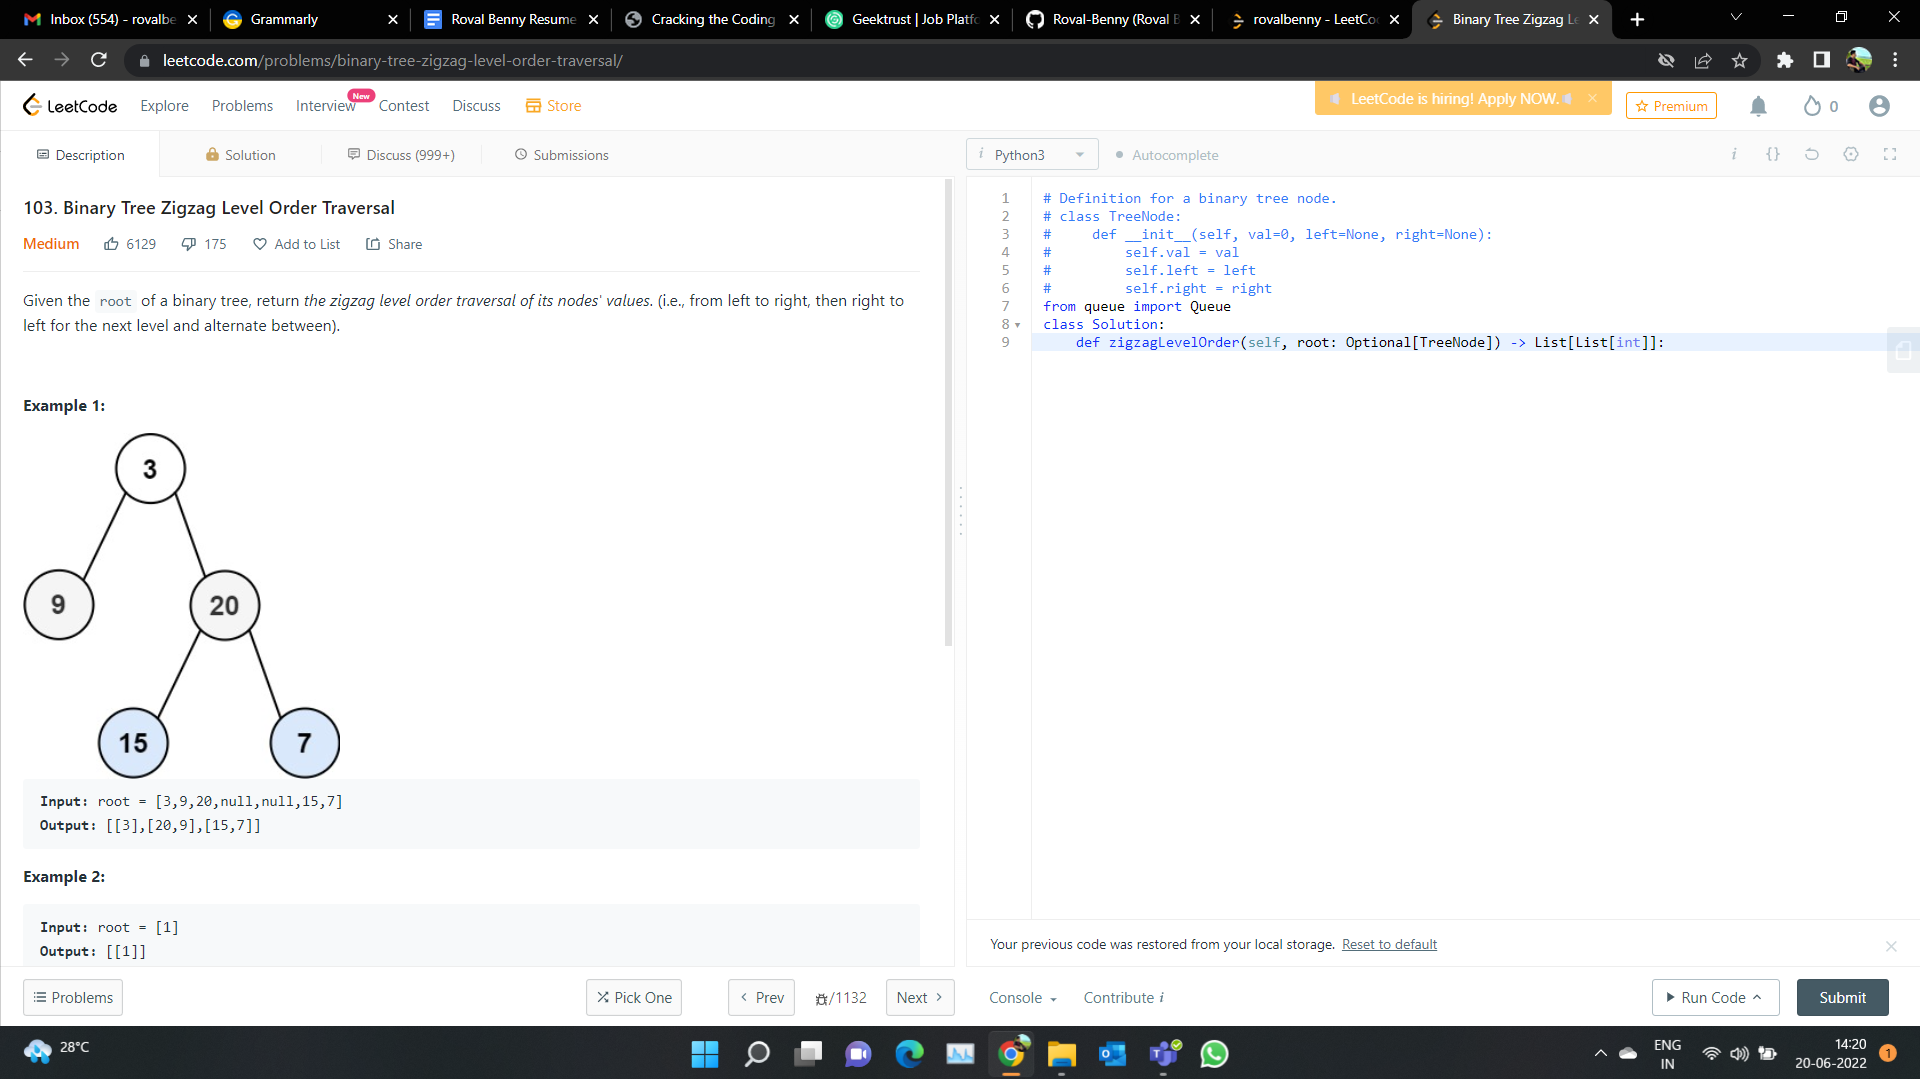 Inbox (554) - rovalbe
Grammarly
Roval Benny Resume
Cracking the Coding
Geektrust | Job Platfo
Roval-Benny (Roval B
rovalbenny - LeetCo
Binary Tree Zigzag Le
leetcode.com/problems/binary-tree-zigzag-level-order-traversal/
LeetCode
Explore
Problems
Interview
New
Contest
Discuss
Store
LeetCode is hiring! Apply NOW.
Premium
0
Description
Solution
Discuss (999+)
Submissions
i Python3
Autocomplete
i
{}
103. Binary Tree Zigzag Level Order Traversal
Medium
6129
175
Add to List
Share
Given the root of a binary tree, return the zigzag level order traversal of its nodes' values. (i.e., from left to right, then right to
left for the next level and alternate between).
Example 1:
3
9
20
15
7
Input: root = [3,9,20,null,null,15,7]
Output: [[3],[20,9],[15,7]]
Example 2:
Input: root = [1]
Output: [[1]]
1 # Definition for a binary tree node.
2 # class TreeNode:
3 #     def __init__(self, val=0, left=None, right=None):
4 #         self.val = val
5 #         self.left = left
6 #         self.right = right
7 from queue import Queue
8 class Solution:
9     def zigzagLevelOrder(self, root: Optional[TreeNode]) -> List[List[int]]:
Your previous code was restored from your local storage. Reset to default
Problems
Pick One
Prev
/1132
Next
Console
Contribute i
Run Code
Submit
28°C
ENG
IN
14:20
20-06-2022
1